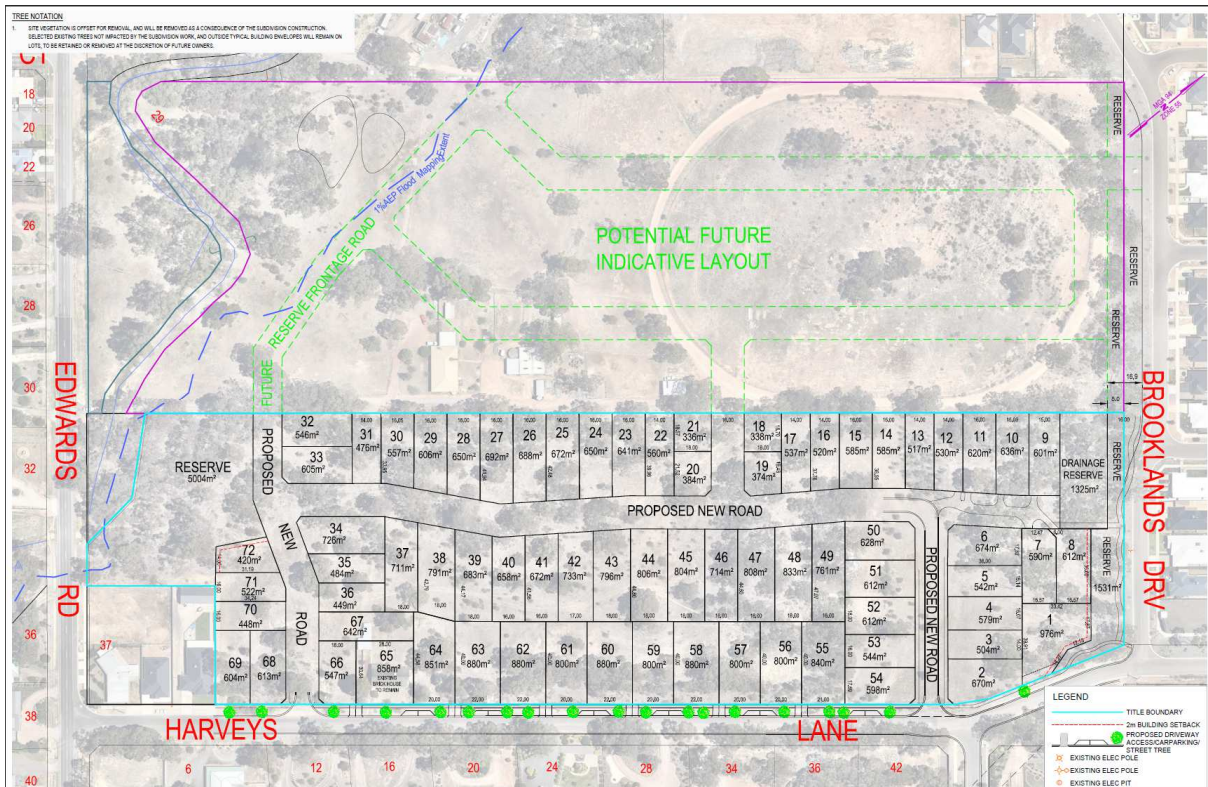 TREE NOTATION
1. SITE VEGETATION IS OFFSET FOR REMOVAL, AND WILL BE REMOVED AS A CONSEQUENCE OF THE SUBDIVISION CONSTRUCTION.
SELECTED EXISTING TREES NOT IMPACTED BY THE SUBDIVISION WORK, AND OUTSIDE TYPICAL BUILDING ENVELOPES WILL REMAIN ON
LOTS, TO BE RETAINED OR REMOVED AT THE DISCRETION OF FUTURE OWNERS.
18
20
22
26
28
30
32
36
38
40
29
37
EDWARDS
RD
1%AEP Flood Mapping Extent
RESERVE FRONTAGE ROAD
FUTURE
POTENTIAL FUTURE
INDICATIVE LAYOUT
RESERVE
RESERVE
RESERVE
MGA 94
ZONE 55
BROOKLANDS DRV
RESERVE
5004m²
PROPOSED
NEW
ROAD
32
546m²
33
605m²
31
476m²
30
557m²
29
606m²
28
650m²
27
692m²
26
688m²
25
672m²
24
650m²
23
641m²
22
560m²
21
336m²
20
384m²
18
338m²
19
374m²
17
537m²
16
520m²
15
585m²
14
585m²
13
517m²
12
530m²
11
620m²
10
636m²
9
601m²
DRAINAGE
RESERVE
1325m²
PROPOSED NEW ROAD
34
726m²
35
484m²
36
449m²
37
711m²
38
791m²
39
683m²
40
658m²
41
672m²
42
733m²
43
796m²
44
806m²
45
804m²
46
714m²
47
808m²
48
833m²
49
761m²
50
628m²
51
612m²
52
612m²
53
544m²
54
598m²
PROPOSED NEW ROAD
6
674m²
5
542m²
4
579m²
3
504m²
2
670m²
7
590m²
8
612m²
1
976m²
RESERVE
1531m²
72
420m²
71
522m²
70
448m²
69
604m²
68
613m²
67
642m²
66
547m²
65
858m²
EXISTING
BRICK HOUSE
TO REMAIN
64
851m²
63
880m²
62
880m²
61
800m²
60
880m²
59
800m²
58
880m²
57
800m²
56
800m²
55
840m²
HARVEYS
LANE
6
12
16
20
24
28
34
36
42
LEGEND
TITLE BOUNDARY
2m BUILDING SETBACK
PROPOSED DRIVEWAY
ACCESS/CARPARKING/
STREET TREE
EXISTING ELEC POLE
EXISTING ELEC POLE
EXISTING ELEC PIT